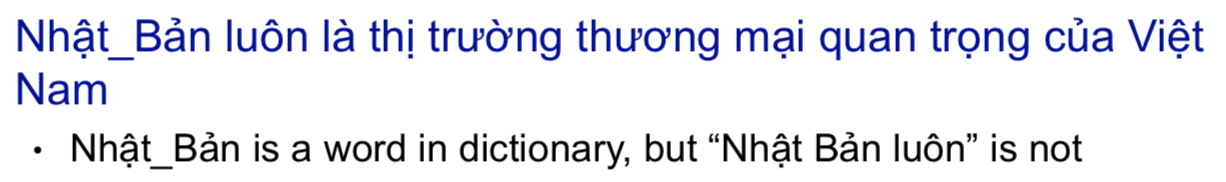 Nhật_Bản luôn là thị trường thương mại quan trọng của Việt
Nam
• Nhật_Bản is a word in dictionary, but “Nhật Bản luôn” is not